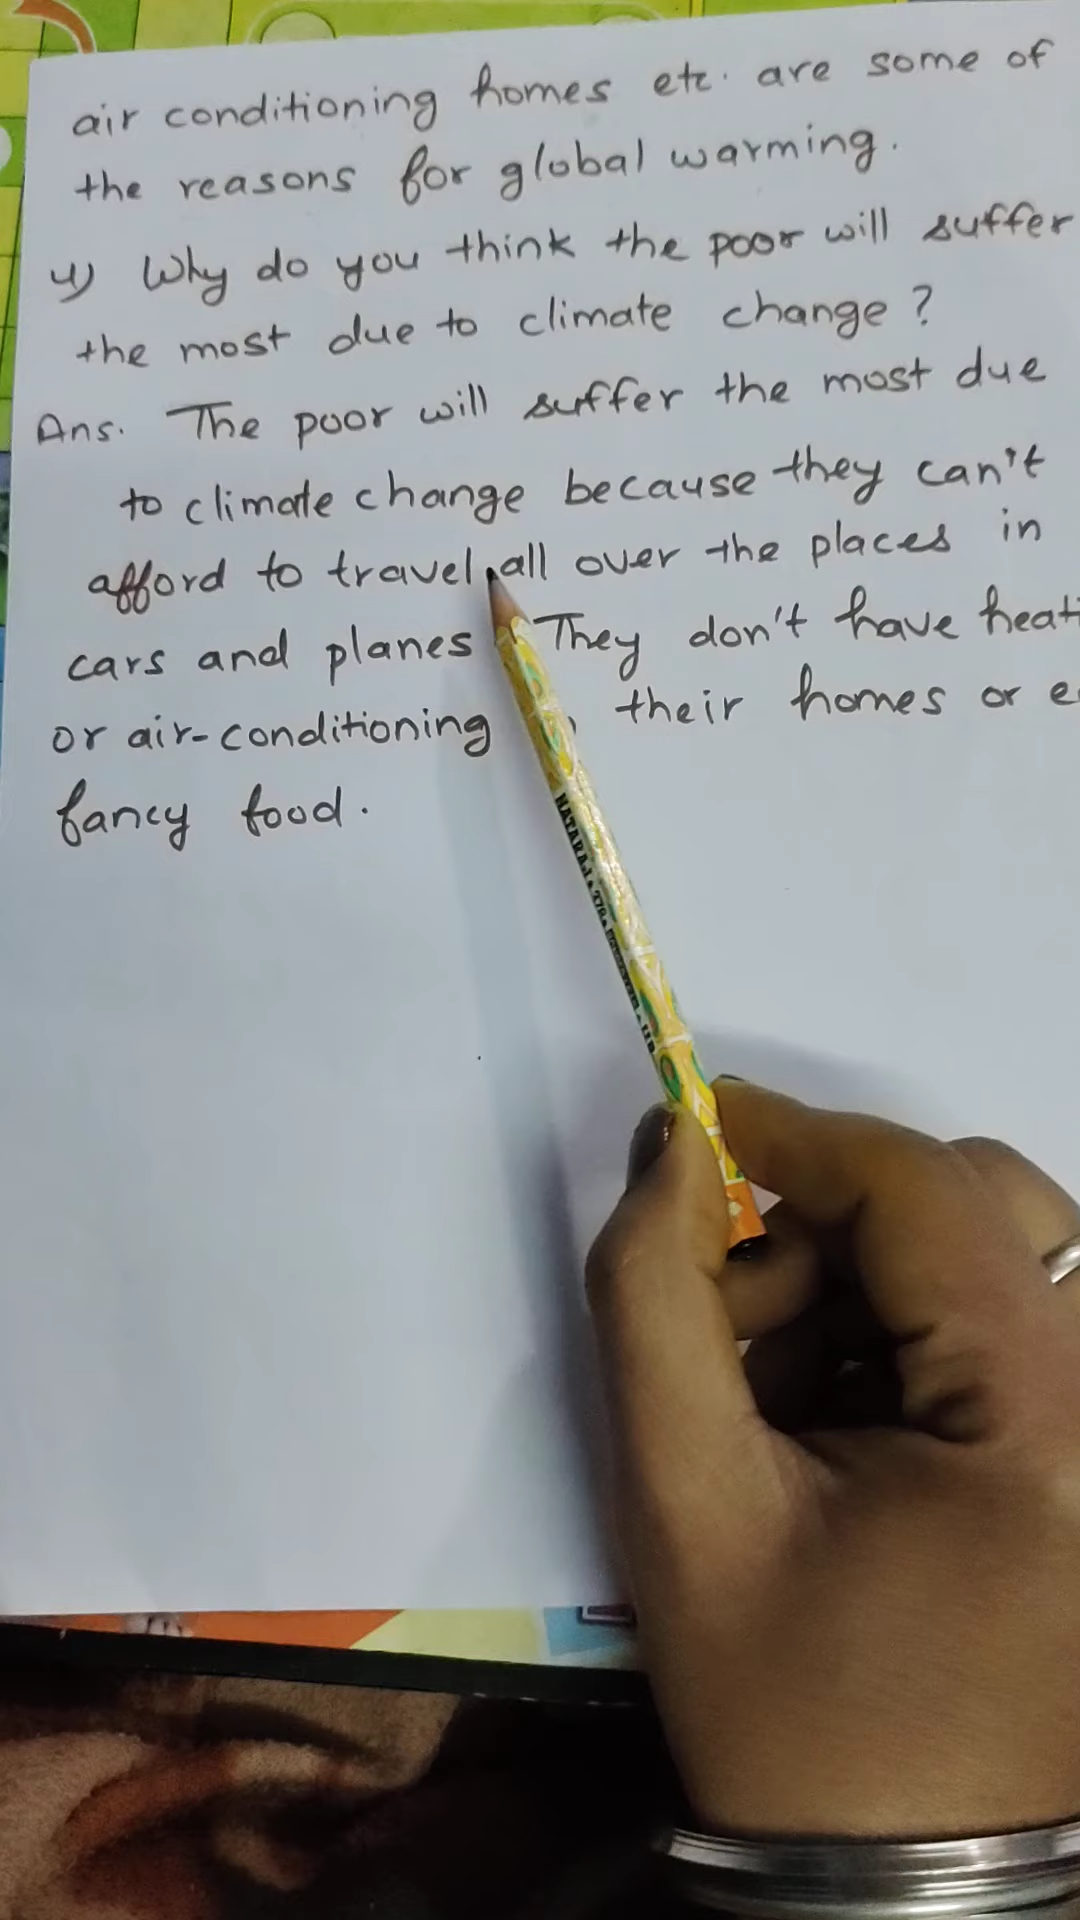 air conditioning homes etc. are some of
the reasons for global warming.
4) Why do you think the poor will suffer
the most due to climate change?
Ans. The poor will suffer the most due
to climate change because they can't
afford to travel all over the places in
cars and planes They don't have heati
or air-conditioning their homes or e
fancy food.
NATARAJ